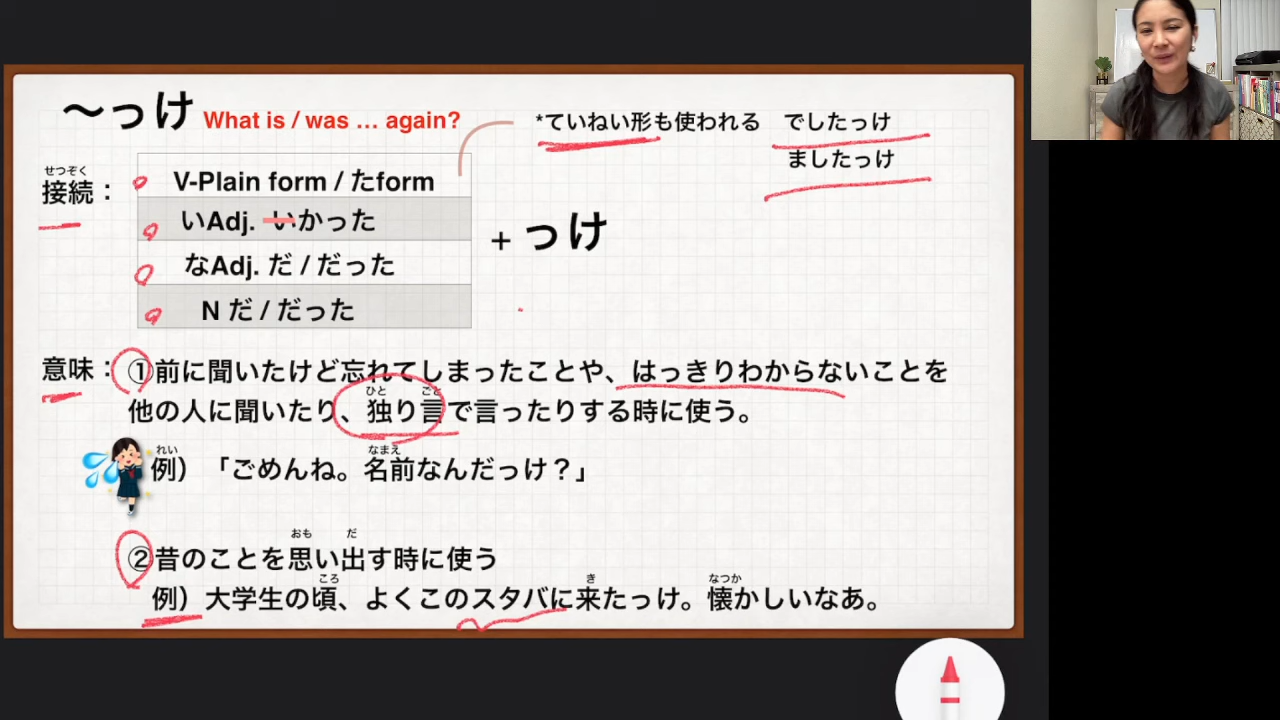 〜っけ What is / was … again?
*ていねい形も使われる でしたっけ
ましたっけ
せつぞく
接続：
V-Plain form / たform
いAdj. いかった
なAdj. だ / だった
N だ / だった
+ っけ
意味：①前に聞いたけど忘れてしまったことや、はっきりわからないことを
ひと ごと
他の人に聞いたり、独り言で言ったりする時に使う。
れい なまえ
例）「ごめんね。名前なんだっけ？」
おも だ
②昔のことを思い出す時に使う
ころ き なつか
例）大学生の頃、よくこのスタバに来たっけ。懐かしいなあ。